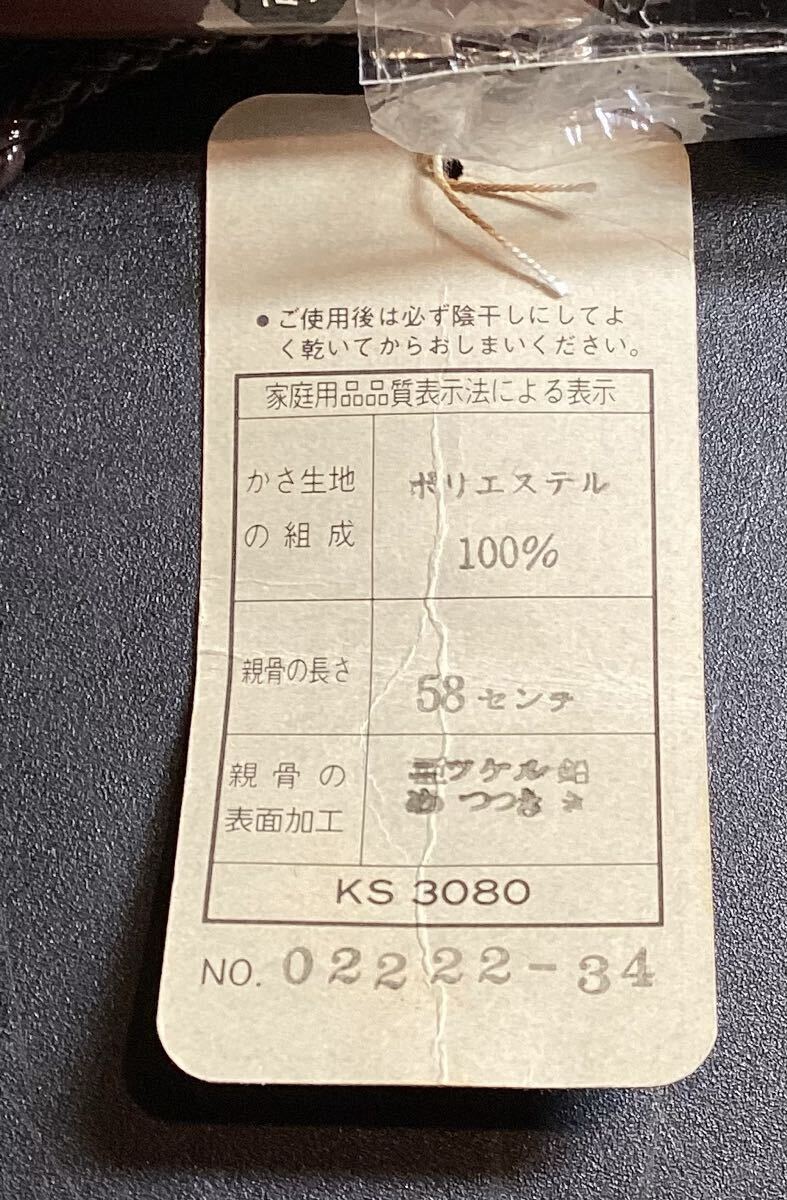 ●ご使用後は必ず陰干しにしてよ
く乾いてからおしまいください。
家庭用品品質表示法による表示
かさ生地
の組成
ポリエステル
100%
親骨の長さ
58センチ
親骨の
表面加工
ッケル
めっき
KS 3080
NO. 02222-34